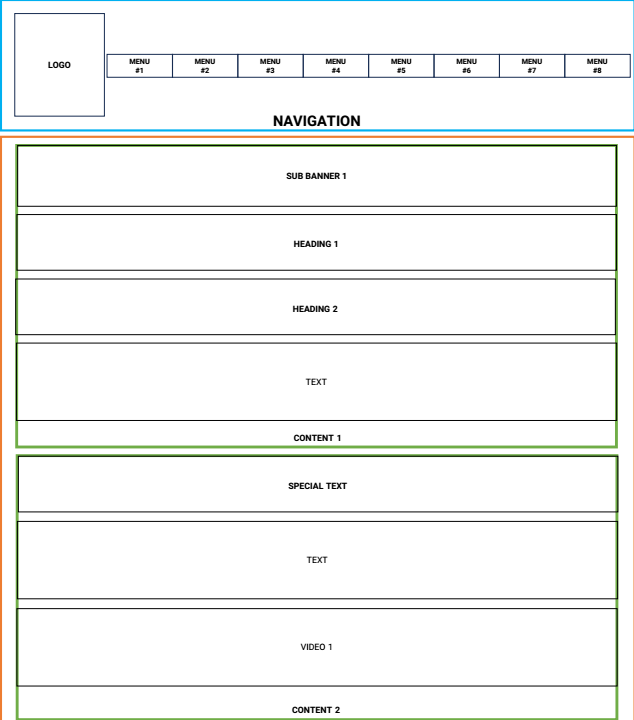 LOGO
MENU #1
MENU #2
MENU #3
MENU #4
MENU #5
MENU #6
MENU #7
MENU #8
NAVIGATION
SUB BANNER 1
HEADING 1
HEADING 2
TEXT
CONTENT 1
SPECIAL TEXT
TEXT
VIDEO 1
CONTENT 2